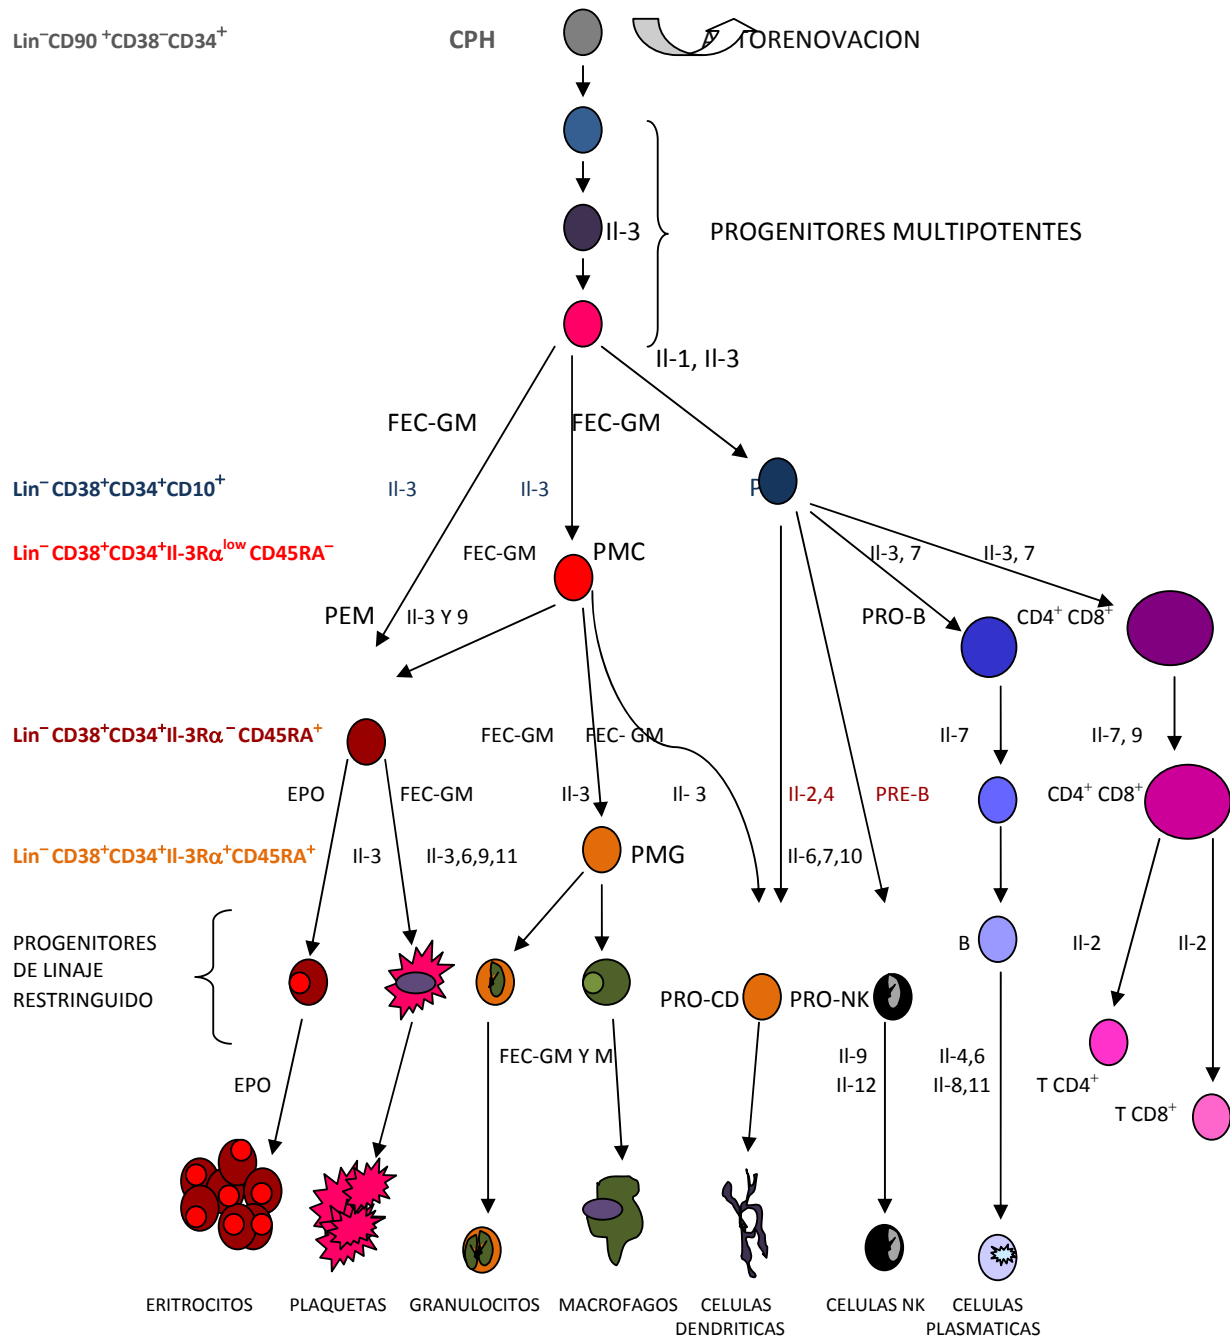 Lin⁻CD90 ⁺CD38⁻CD34⁺
CPH
TORENOVACION
Il-3
PROGENITORES MULTIPOTENTES
Il-1, Il-3
FEC-GM
FEC-GM
Lin⁻ CD38⁺CD34⁺CD10⁺
Il-3
Il-3
P
Lin⁻ CD38⁺CD34⁺Il-3Rα^low CD45RA⁻
FEC-GM
PMC
Il-3, 7
Il-3, 7
PEM
Il-3 Y 9
PRO-B
CD4⁺ CD8⁺
Lin⁻ CD38⁺CD34⁺Il-3Rα⁻CD45RA⁺
FEC-GM
FEC- GM
Il-7
Il-7, 9
EPO
FEC-GM
Il-3
Il- 3
Il-2,4
PRE-B
CD4⁺ CD8⁺
Lin⁻ CD38⁺CD34⁺Il-3Rα⁺CD45RA⁺
Il-3
Il-3,6,9,11
PMG
Il-6,7,10
PROGENITORES
DE LINAJE
RESTRINGUIDO
B
Il-2
Il-2
PRO-CD
PRO-NK
FEC-GM Y M
Il-9
Il-12
Il-4,6
Il-8,11
EPO
T CD4⁺
T CD8⁺
ERITROCITOS
PLAQUETAS
GRANULOCITOS
MACROFAGOS
CELULAS
DENDRITICAS
CELULAS NK
CELULAS
PLASMATICAS